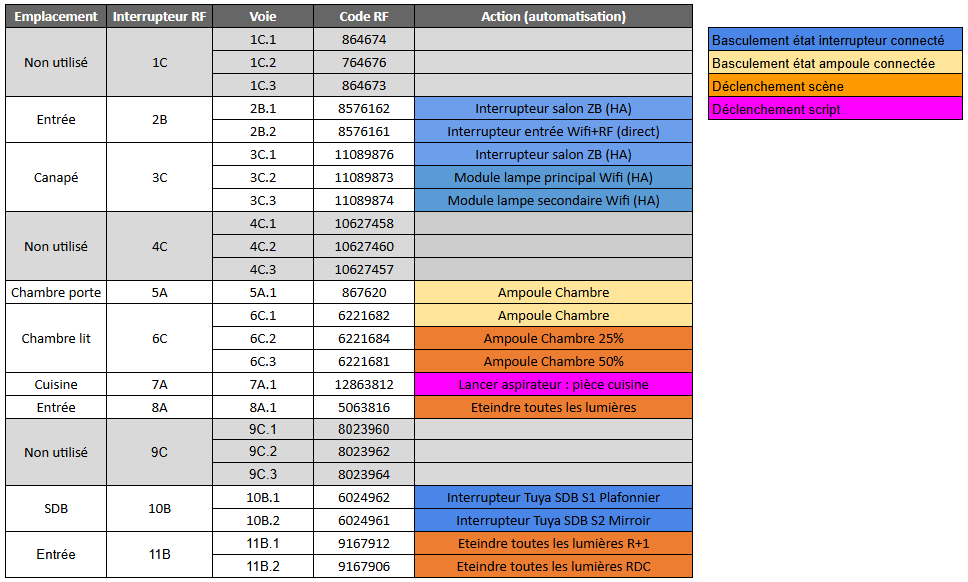 Emplacement Interrupteur RF Voie Code RF Action (automatisation)
Non utilisé 1C 1C.1 864674
1C.2 764676
1C.3 864673
Entrée 2B 2B.1 8576162 Interrupteur salon ZB (HA)
2B.2 8576161 Interrupteur entrée Wifi+RF (direct)
Canapé 3C 3C.1 11089876 Interrupteur salon ZB (HA)
3C.2 11089873 Module lampe principal Wifi (HA)
3C.3 11089874 Module lampe secondaire Wifi (HA)
Non utilisé 4C 4C.1 10627458
4C.2 10627460
4C.3 10627457
Chambre porte 5A 5A.1 867620 Ampoule Chambre
Chambre lit 6C 6C.1 6221682 Ampoule Chambre
6C.2 6221684 Ampoule Chambre 25%
6C.3 6221681 Ampoule Chambre 50%
Cuisine 7A 7A.1 12863812 Lancer aspirateur : pièce cuisine
Entrée 8A 8A.1 5063816 Eteindre toutes les lumières
Non utilisé 9C 9C.1 8023960
9C.2 8023962
9C.3 8023964
SDB 10B 10B.1 6024962 Interrupteur Tuya SDB S1 Plafonnier
10B.2 6024961 Interrupteur Tuya SDB S2 Mirroir
Entrée 11B 11B.1 9167912 Eteindre toutes les lumières R+1
11B.2 9167906 Eteindre toutes les lumières RDC
Basculement état interrupteur connecté
Basculement état ampoule connectée
Déclenchement scène
Déclenchement script